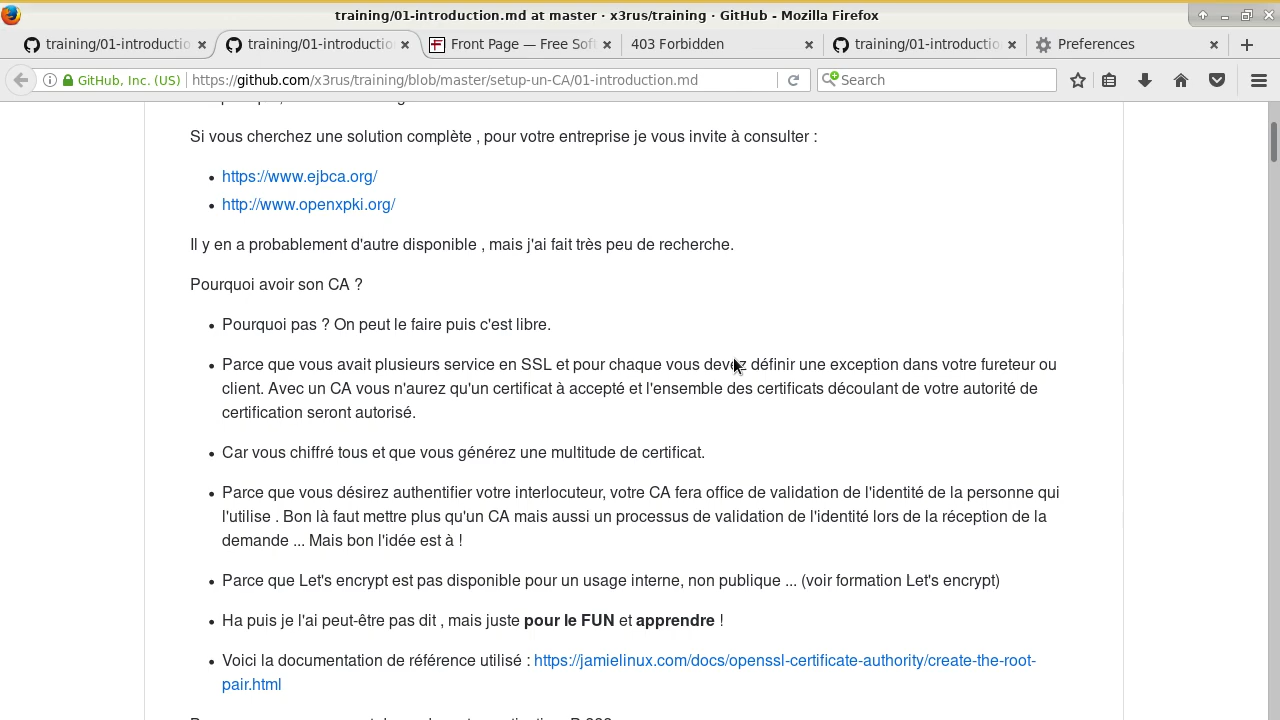 training/01-introduction.md at master · x3rus/training · GitHub - Mozilla Firefox
training/01-introductio
training/01-introductio
Front Page — Free Soft
403 Forbidden
training/01-introductio
Preferences
GitHub, Inc. (US)
https://github.com/x3rus/training/blob/master/setup-un-CA/01-introduction.md
Search
Si vous cherchez une solution complète , pour votre entreprise je vous invite à consulter :
• https://www.ejbca.org/
• http://www.openxpki.org/
Il y en a probablement d'autre disponible , mais j'ai fait très peu de recherche.
Pourquoi avoir son CA ?
• Pourquoi pas ? On peut le faire puis c'est libre.
• Parce que vous avait plusieurs service en SSL et pour chaque vous devez définir une exception dans votre fureteur ou
client. Avec un CA vous n'aurez qu'un certificat à accepté et l'ensemble des certificats découlant de votre autorité de
certification seront autorisé.
• Car vous chiffré tous et que vous générez une multitude de certificat.
• Parce que vous désirez authentifier votre interlocuteur, votre CA fera office de validation de l'identité de la personne qui
l'utilise . Bon là faut mettre plus qu'un CA mais aussi un processus de validation de l'identité lors de la réception de la
demande ... Mais bon l'idée est à !
• Parce que Let's encrypt est pas disponible pour un usage interne, non publique ... (voir formation Let's encrypt)
• Ha puis je l'ai peut-être pas dit , mais juste pour le FUN et apprendre !
• Voici la documentation de référence utilisé : https://jamielinux.com/docs/openssl-certificate-authority/create-the-root-
pair.html